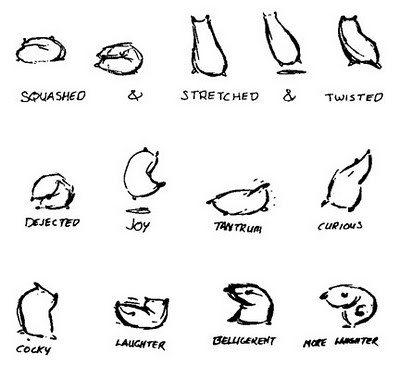 SQUASHED & STRETCHED & TWISTED
DEJECTED JOY TANTRUM CURIOUS
COCKY LAUGHTER BELLIGERENT MORE LAUGHTER